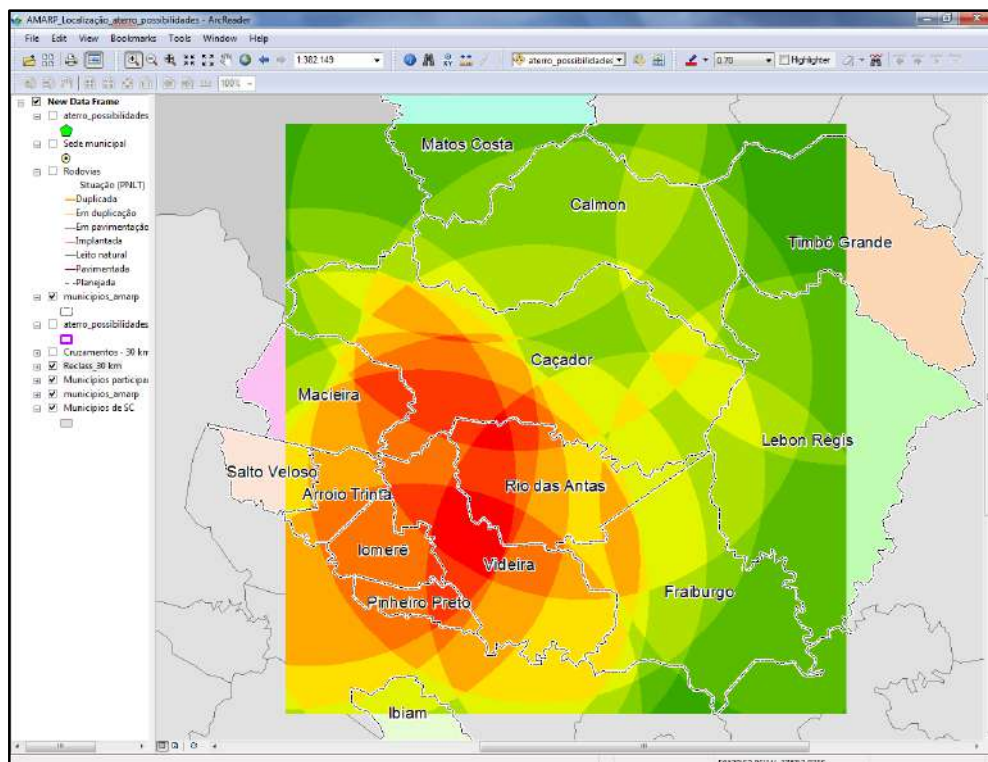 AMARP_Localização_aterro_possibilidades - ArcReader
File Edit View Bookmarks Tools Window Help
1:382.149
aterro_possibilidades
0.70
Highlighter
100%
New Data Frame
aterro_possibilidades
Sede municipal
Rodovias
Situação (PNLT)
Duplicada
Em duplicação
Em pavimentação
Implantada
Leito natural
Pavimentada
Planejada
municipios_amarp
aterro_possibilidades
Cruzamentos - 30 km
Reclass_30 km
Municípios participa
municipios_amarp
Municípios de SC
Matos Costa
Calmon
Timbó Grande
Caçador
Macieira
Lebon Régis
Salto Veloso
Arroio Trinta
Rio das Antas
Iomerê
Videira
Fraiburgo
Pinheiro Preto
Ibiam